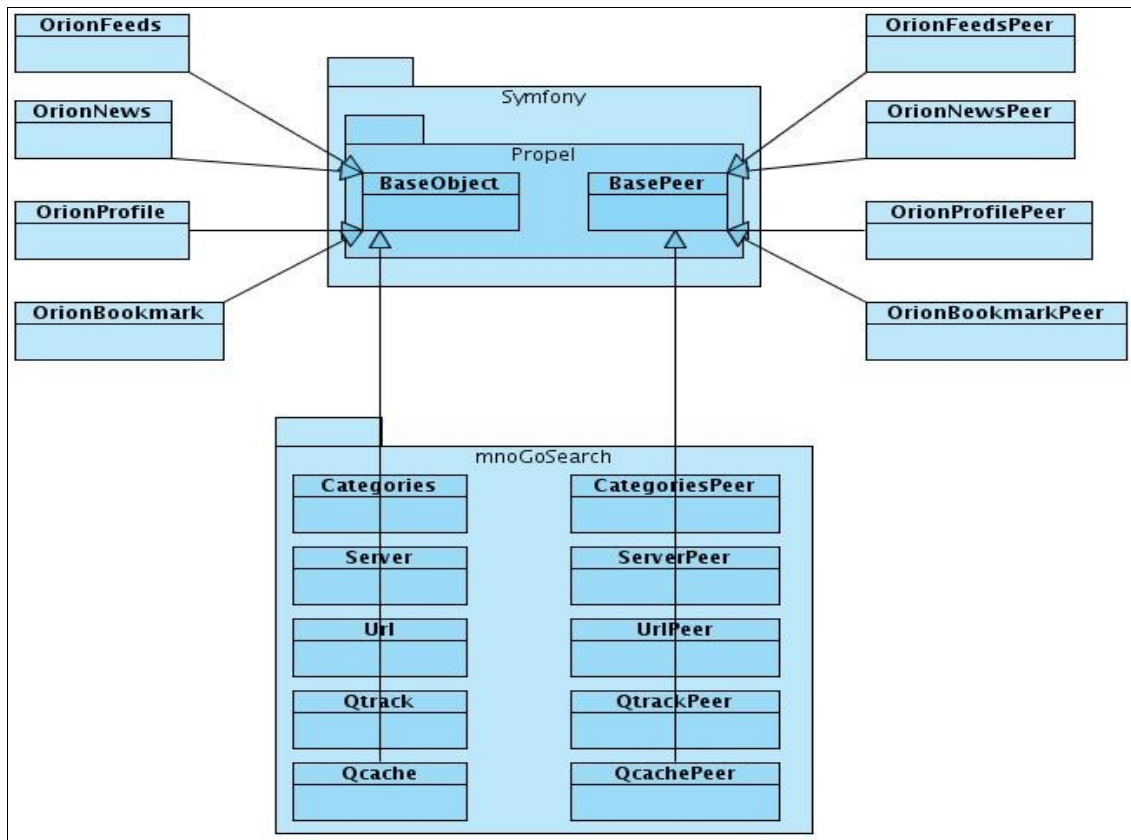 OrionFeeds
OrionFeedsPeer
Symfony
OrionNews
OrionNewsPeer
Propel
BaseObject
BasePeer
OrionProfile
OrionProfilePeer
OrionBookmark
OrionBookmarkPeer
mnoGoSearch
Categories
CategoriesPeer
Server
ServerPeer
Url
UrlPeer
Qtrack
QtrackPeer
Qcache
QcachePeer